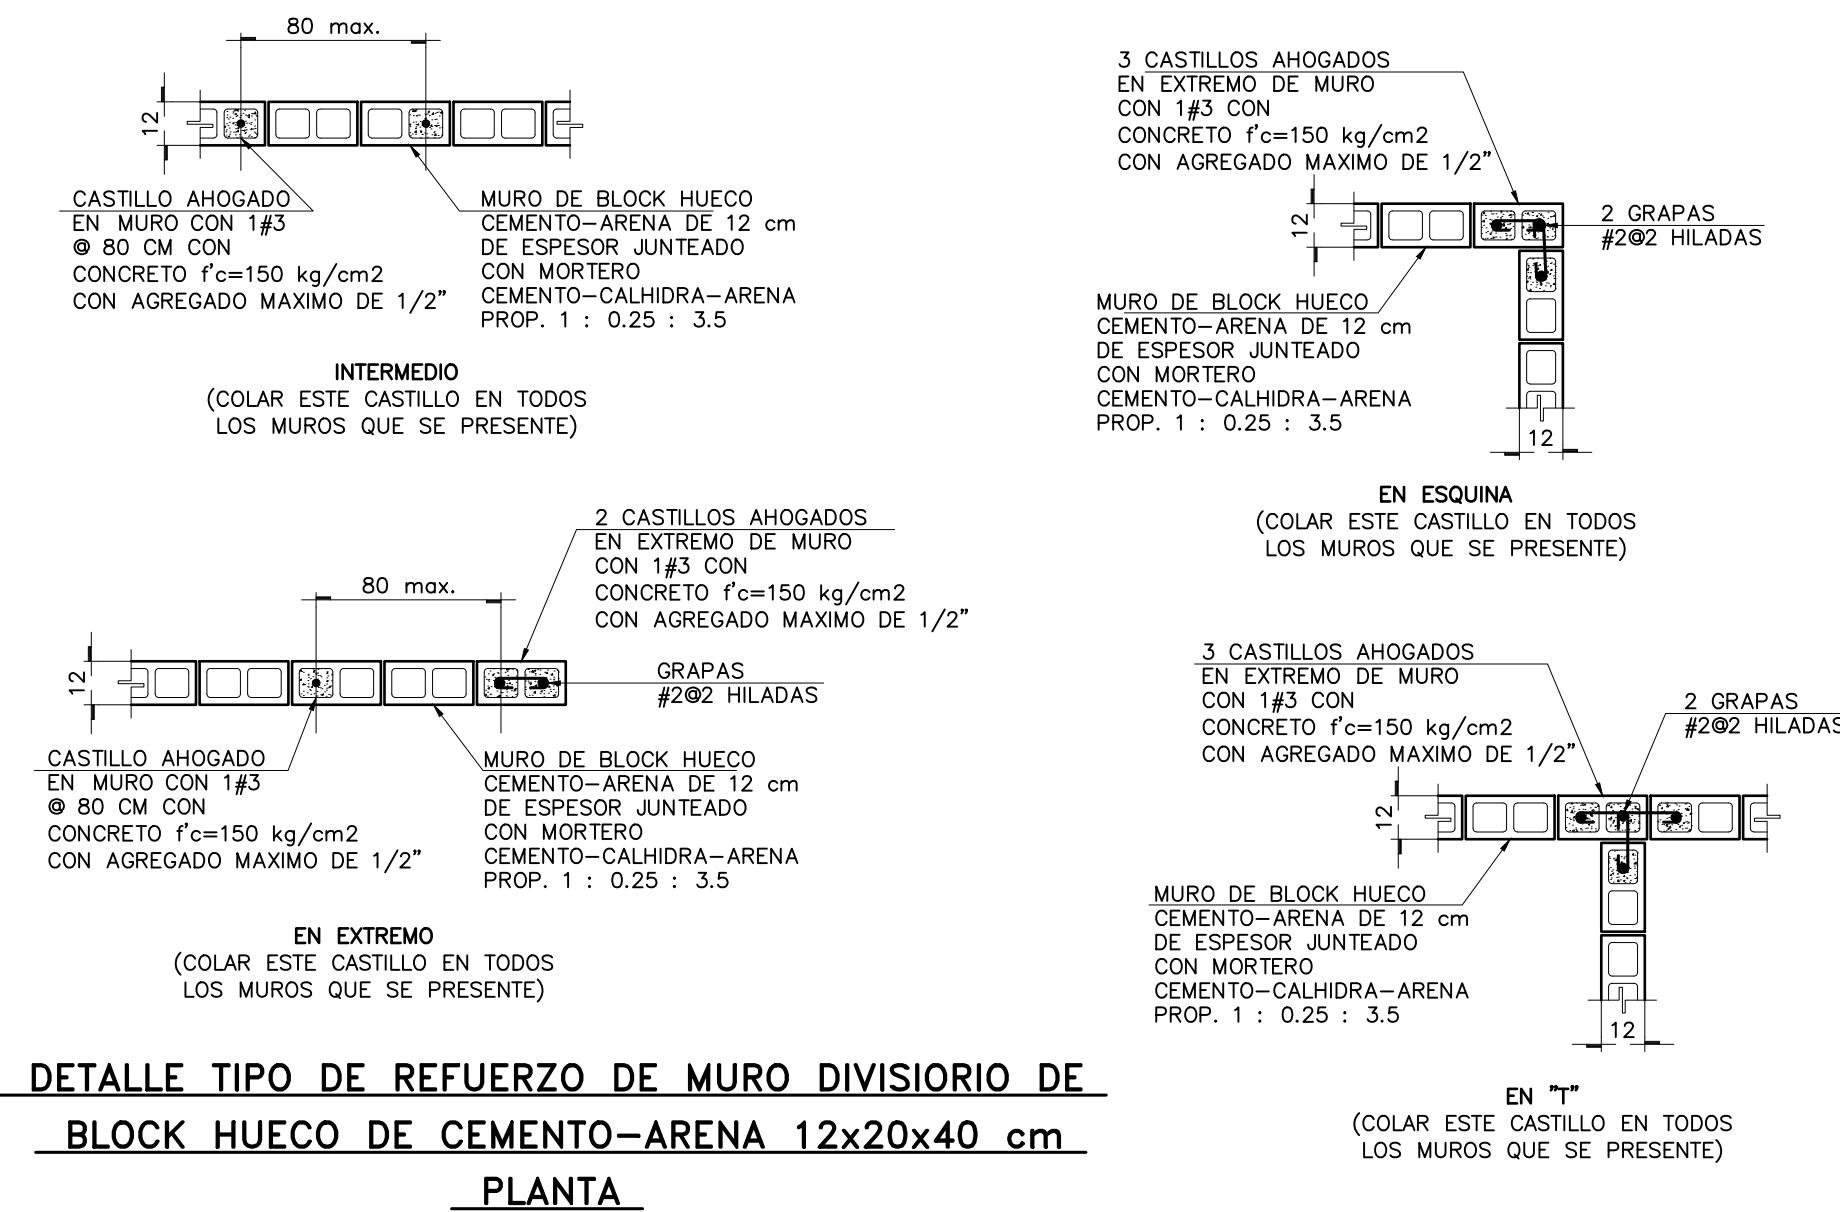 80 max.
12
CASTILLO AHOGADO
EN MURO CON 1#3
@ 80 CM CON
CONCRETO f'c=150 kg/cm2
CON AGREGADO MAXIMO DE 1/2"
MURO DE BLOCK HUECO
CEMENTO-ARENA DE 12 cm
DE ESPESOR JUNTEADO
CON MORTERO
CEMENTO-CALHIDRA-ARENA
PROP. 1 : 0.25 : 3.5
INTERMEDIO
(COLAR ESTE CASTILLO EN TODOS
LOS MUROS QUE SE PRESENTE)
3 CASTILLOS AHOGADOS
EN EXTREMO DE MURO
CON 1#3 CON
CONCRETO f'c=150 kg/cm2
CON AGREGADO MAXIMO DE 1/2"
12
2 GRAPAS
#2@2 HILADAS
MURO DE BLOCK HUECO
CEMENTO-ARENA DE 12 cm
DE ESPESOR JUNTEADO
CON MORTERO
CEMENTO-CALHIDRA-ARENA
PROP. 1 : 0.25 : 3.5
12
EN ESQUINA
(COLAR ESTE CASTILLO EN TODOS
LOS MUROS QUE SE PRESENTE)
2 CASTILLOS AHOGADOS
EN EXTREMO DE MURO
CON 1#3 CON
CONCRETO f'c=150 kg/cm2
CON AGREGADO MAXIMO DE 1/2"
80 max.
12
GRAPAS
#2@2 HILADAS
CASTILLO AHOGADO
EN MURO CON 1#3
@ 80 CM CON
CONCRETO f'c=150 kg/cm2
CON AGREGADO MAXIMO DE 1/2"
MURO DE BLOCK HUECO
CEMENTO-ARENA DE 12 cm
DE ESPESOR JUNTEADO
CON MORTERO
CEMENTO-CALHIDRA-ARENA
PROP. 1 : 0.25 : 3.5
EN EXTREMO
(COLAR ESTE CASTILLO EN TODOS
LOS MUROS QUE SE PRESENTE)
3 CASTILLOS AHOGADOS
EN EXTREMO DE MURO
CON 1#3 CON
CONCRETO f'c=150 kg/cm2
CON AGREGADO MAXIMO DE 1/2"
2 GRAPAS
#2@2 HILADAS
12
MURO DE BLOCK HUECO
CEMENTO-ARENA DE 12 cm
DE ESPESOR JUNTEADO
CON MORTERO
CEMENTO-CALHIDRA-ARENA
PROP. 1 : 0.25 : 3.5
12
EN "T"
(COLAR ESTE CASTILLO EN TODOS
LOS MUROS QUE SE PRESENTE)
DETALLE TIPO DE REFUERZO DE MURO DIVISIORIO DE
BLOCK HUECO DE CEMENTO-ARENA 12x20x40 cm
PLANTA